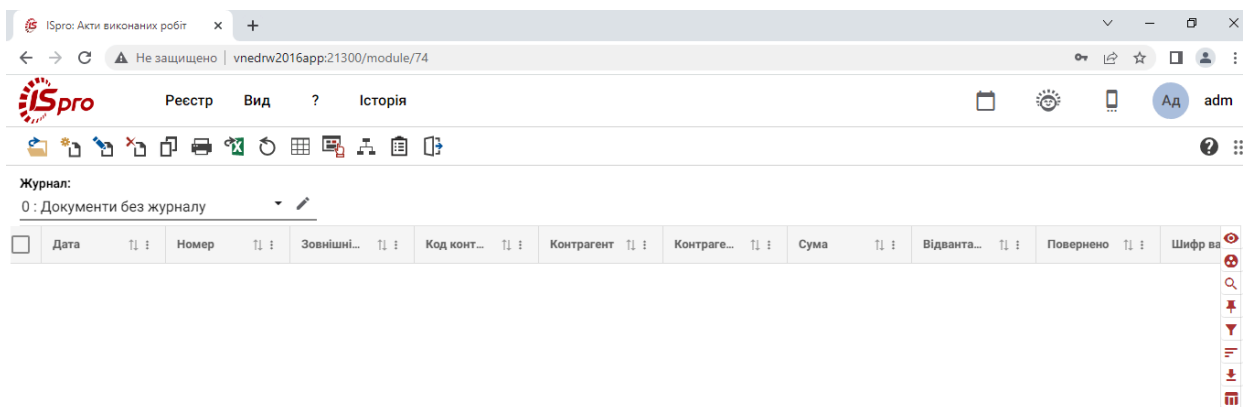 ISpro: Акти виконаних робіт
Не защищено | vnedrw2016app:21300/module/74
ISpro Реєстр Вид ? Історія Ад adm
Журнал:
0 : Документи без журналу
Дата Номер Зовнішні... Код конт... Контрагент Контраге... Сума Відванта... Повернено Шифр ва